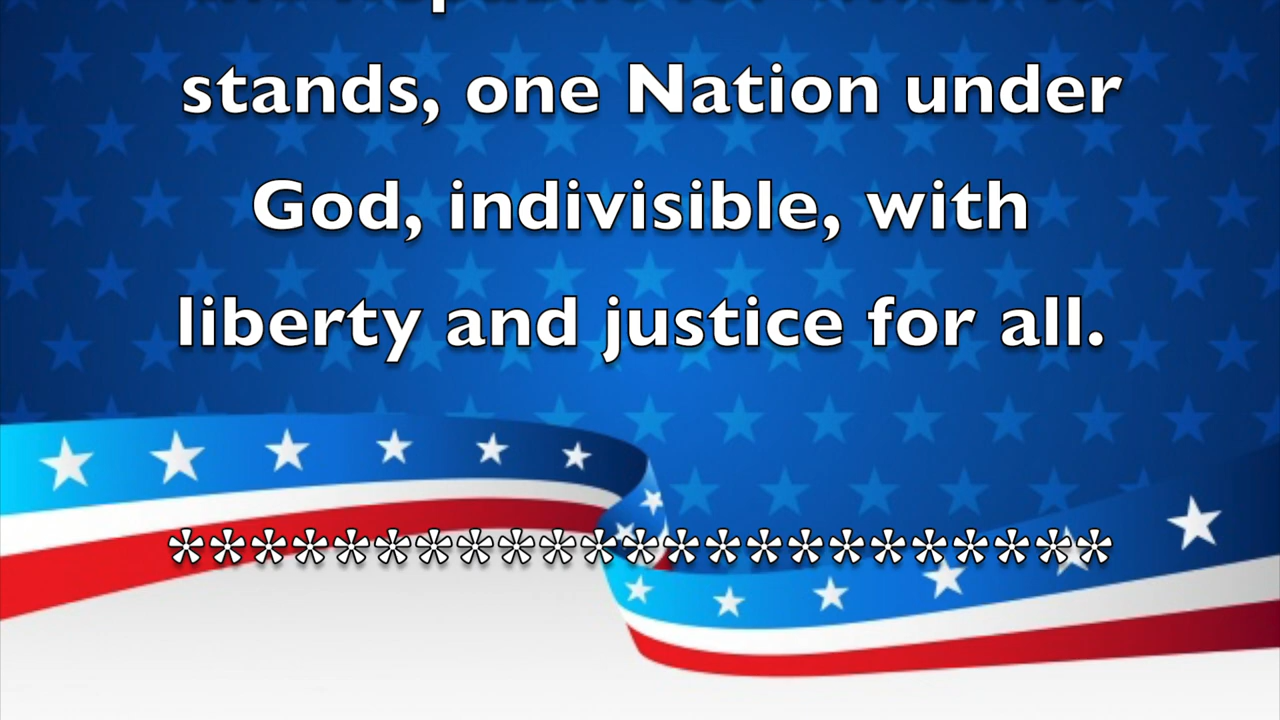 stands, one Nation under
God, indivisible, with
liberty and justice for all.
***********************